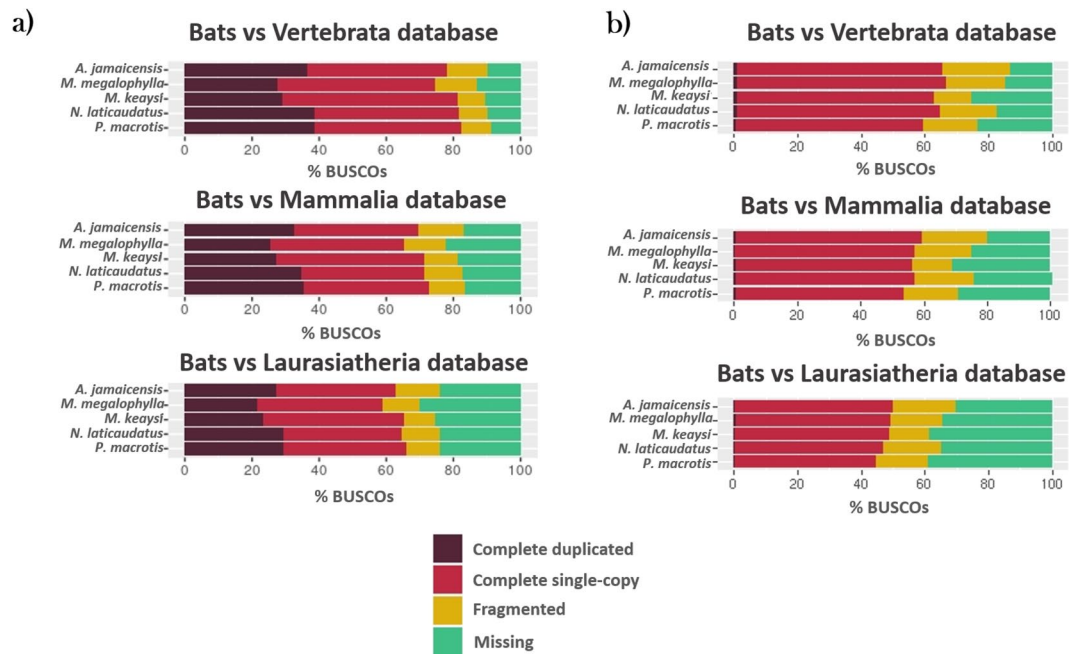 a)
Bats vs Vertebrata database
A. jamaicensis
M. megalophylla
M. keaysi
N. laticaudatus
P. macrotis
0 20 40 60 80 100
% BUSCOs
Bats vs Mammalia database
A. jamaicensis
M. megalophylla
M. keysi
N. laticaudatus
P. macrotis
0 20 40 60 80 100
% BUSCOs
Bats vs Laurasiatheria database
A. jamaicensis
M. megalophylla
M. keaysi
N. laticaudatus
P. macrotis
0 20 40 60 80 100
% BUSCOs
b)
Bats vs Vertebrata database
A. jamaicensis
M. megalophylla
M. keaysi
N. laticaudatus
P. macrotis
0 20 40 60 80 100
% BUSCOs
Bats vs Mammalia database
A. jamaicensis
M. megalophylla
M. keaysi
N. laticaudatus
P. macrotis
0 20 40 60 80 100
% BUSCOs
Bats vs Laurasiatheria database
A. jamaicensis
M. megalophylla
M. keaysi
N. laticaudatus
P. macrotis
0 20 40 60 80 100
% BUSCOs
Complete duplicated
Complete single-copy
Fragmented
Missing